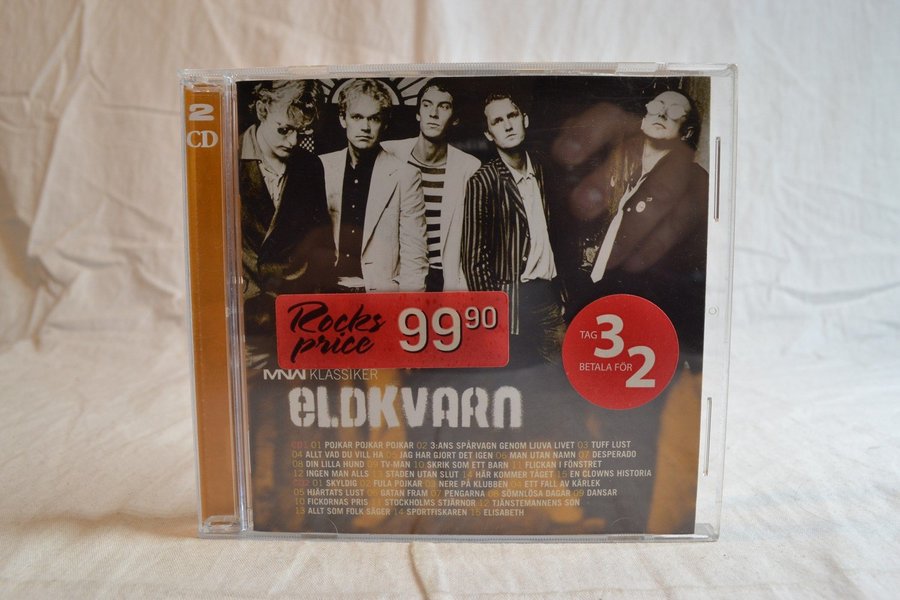 2
CD
Rocks
price
99 90
TAG
3
BETALA FÖR
2
MNW KLASSIKER
ELDKVARN
CD1 01 POJKAR POJKAR POJKAR 02 3:ANS SPÅRVAGN GENOM LJUVA LIVET 03 TUFF LUST
04 ALLT VAD DU VILL HA 05 JAG HAR GJORT DET IGEN 06 MAN UTAN NAMN 07 DESPERADO
08 DIN LILLA HUND 09 TV-MAN 10 SKRIK SOM ETT BARN 11 FLICKAN I FÖNSTRET
12 INGEN MAN ALLS 13 STADEN UTAN SLUT 14 HÄR KOMMER TÅGET 15 EN CLOWNS HISTORIA
CD2 01 SKYLDIG 02 FULA POJKAR 03 NERE PÅ KLUBBEN 04 ETT FALL AV KÄRLEK
05 HJÄRTATS LUST 06 GATAN FRAM 07 PENGARNA 08 SÖMNLÖSA DAGAR 09 DANSAR
10 FICKORNAS PRIS 11 STOCKHOLMS STJÄRNOR 12 TJÄNSTEMANNENS SON
13 ALLT SOM FOLK SÄGER 14 SPORTFISKAREN 15 ELISABETH